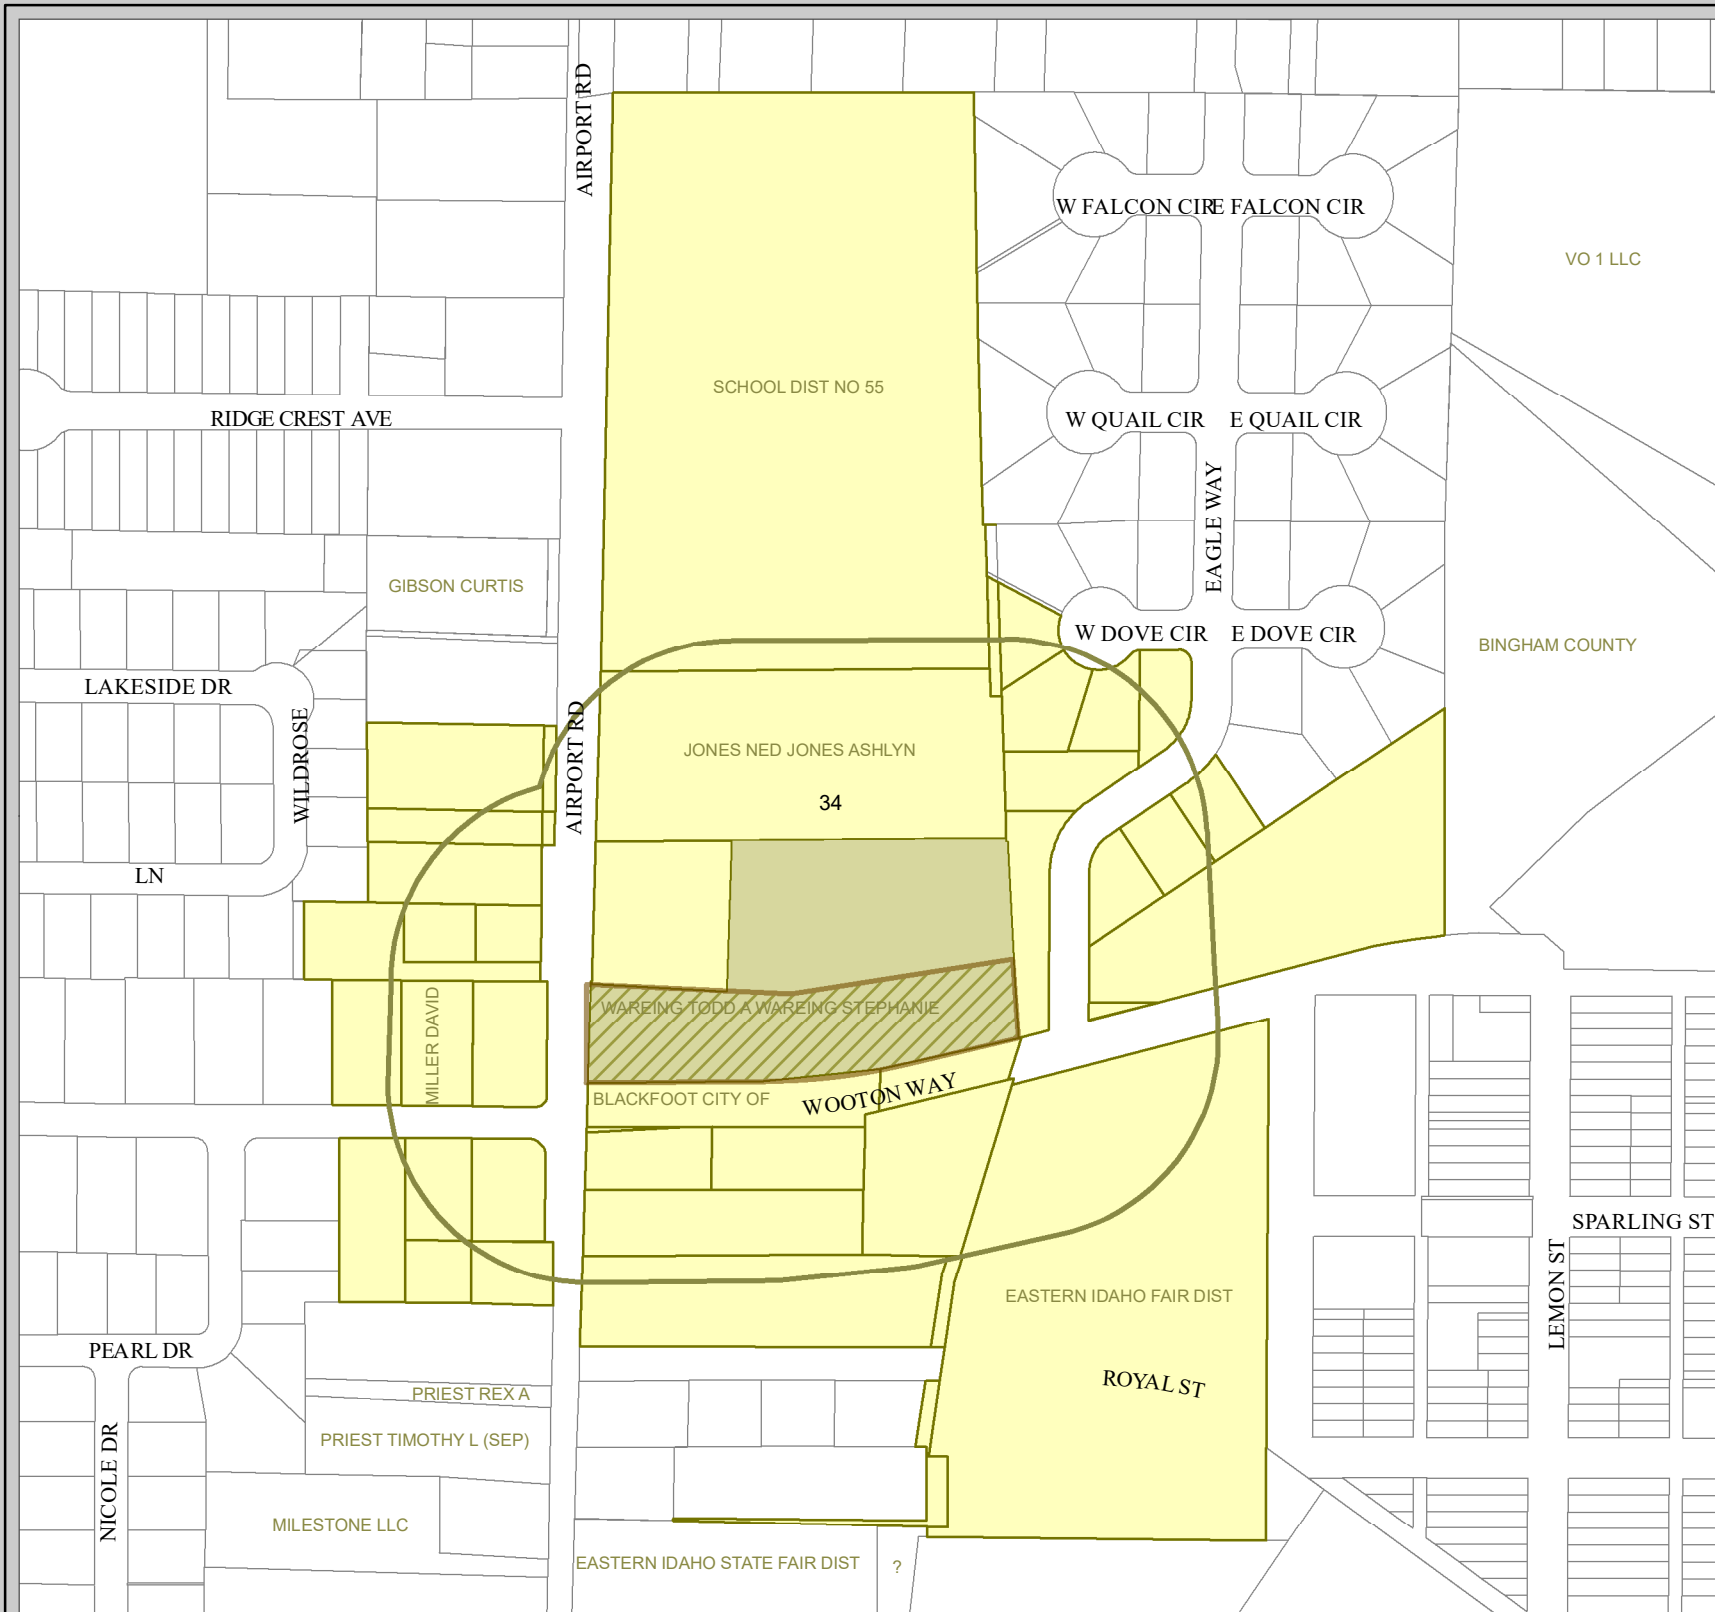 AIRPORT RD
W FALCON CIR
E FALCON CIR
VO 1 LLC
SCHOOL DIST NO 55
RIDGE CREST AVE
W QUAIL CIR
E QUAIL CIR
EAGLE WAY
GIBSON CURTIS
W DOVE CIR
E DOVE CIR
BINGHAM COUNTY
LAKESIDE DR
WILDROSE
AIRPORT RD
JONES NED JONES ASHLYN
34
LN
WAREING TODD A WAREING STEPHANIE
MILLER DAVID
BLACKFOOT CITY OF
WOOTON WAY
SPARLING ST
LEMON ST
EASTERN IDAHO FAIR DIST
PEARL DR
ROYAL ST
PRIEST REX A
PRIEST TIMOTHY L (SEP)
NICOLE DR
MILESTONE LLC
EASTERN IDAHO STATE FAIR DIST
?